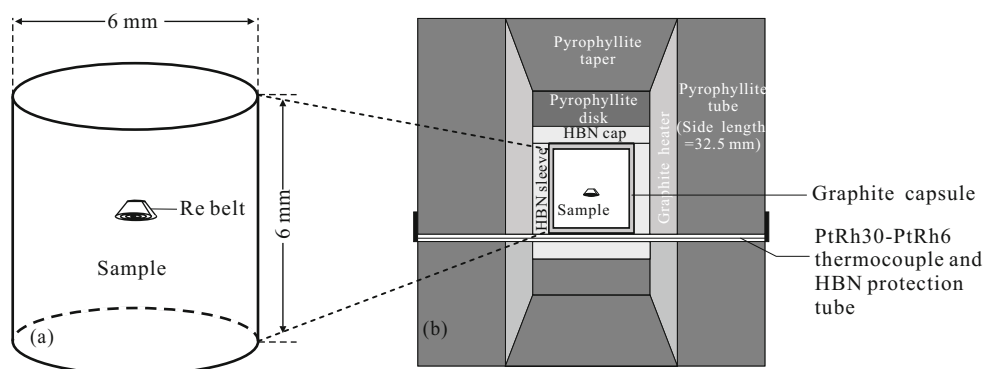 6 mm
Re belt
6 mm
Sample
(a)
Pyrophyllite
taper
Pyrophyllite
disk
HBN cap
HBN sleeve
Sample
Graphite heater
Pyrophyllite
tube
(Side length
=32.5 mm)
Graphite capsule
PtRh30-PtRh6
thermocouple and
HBN protection
tube
(b)